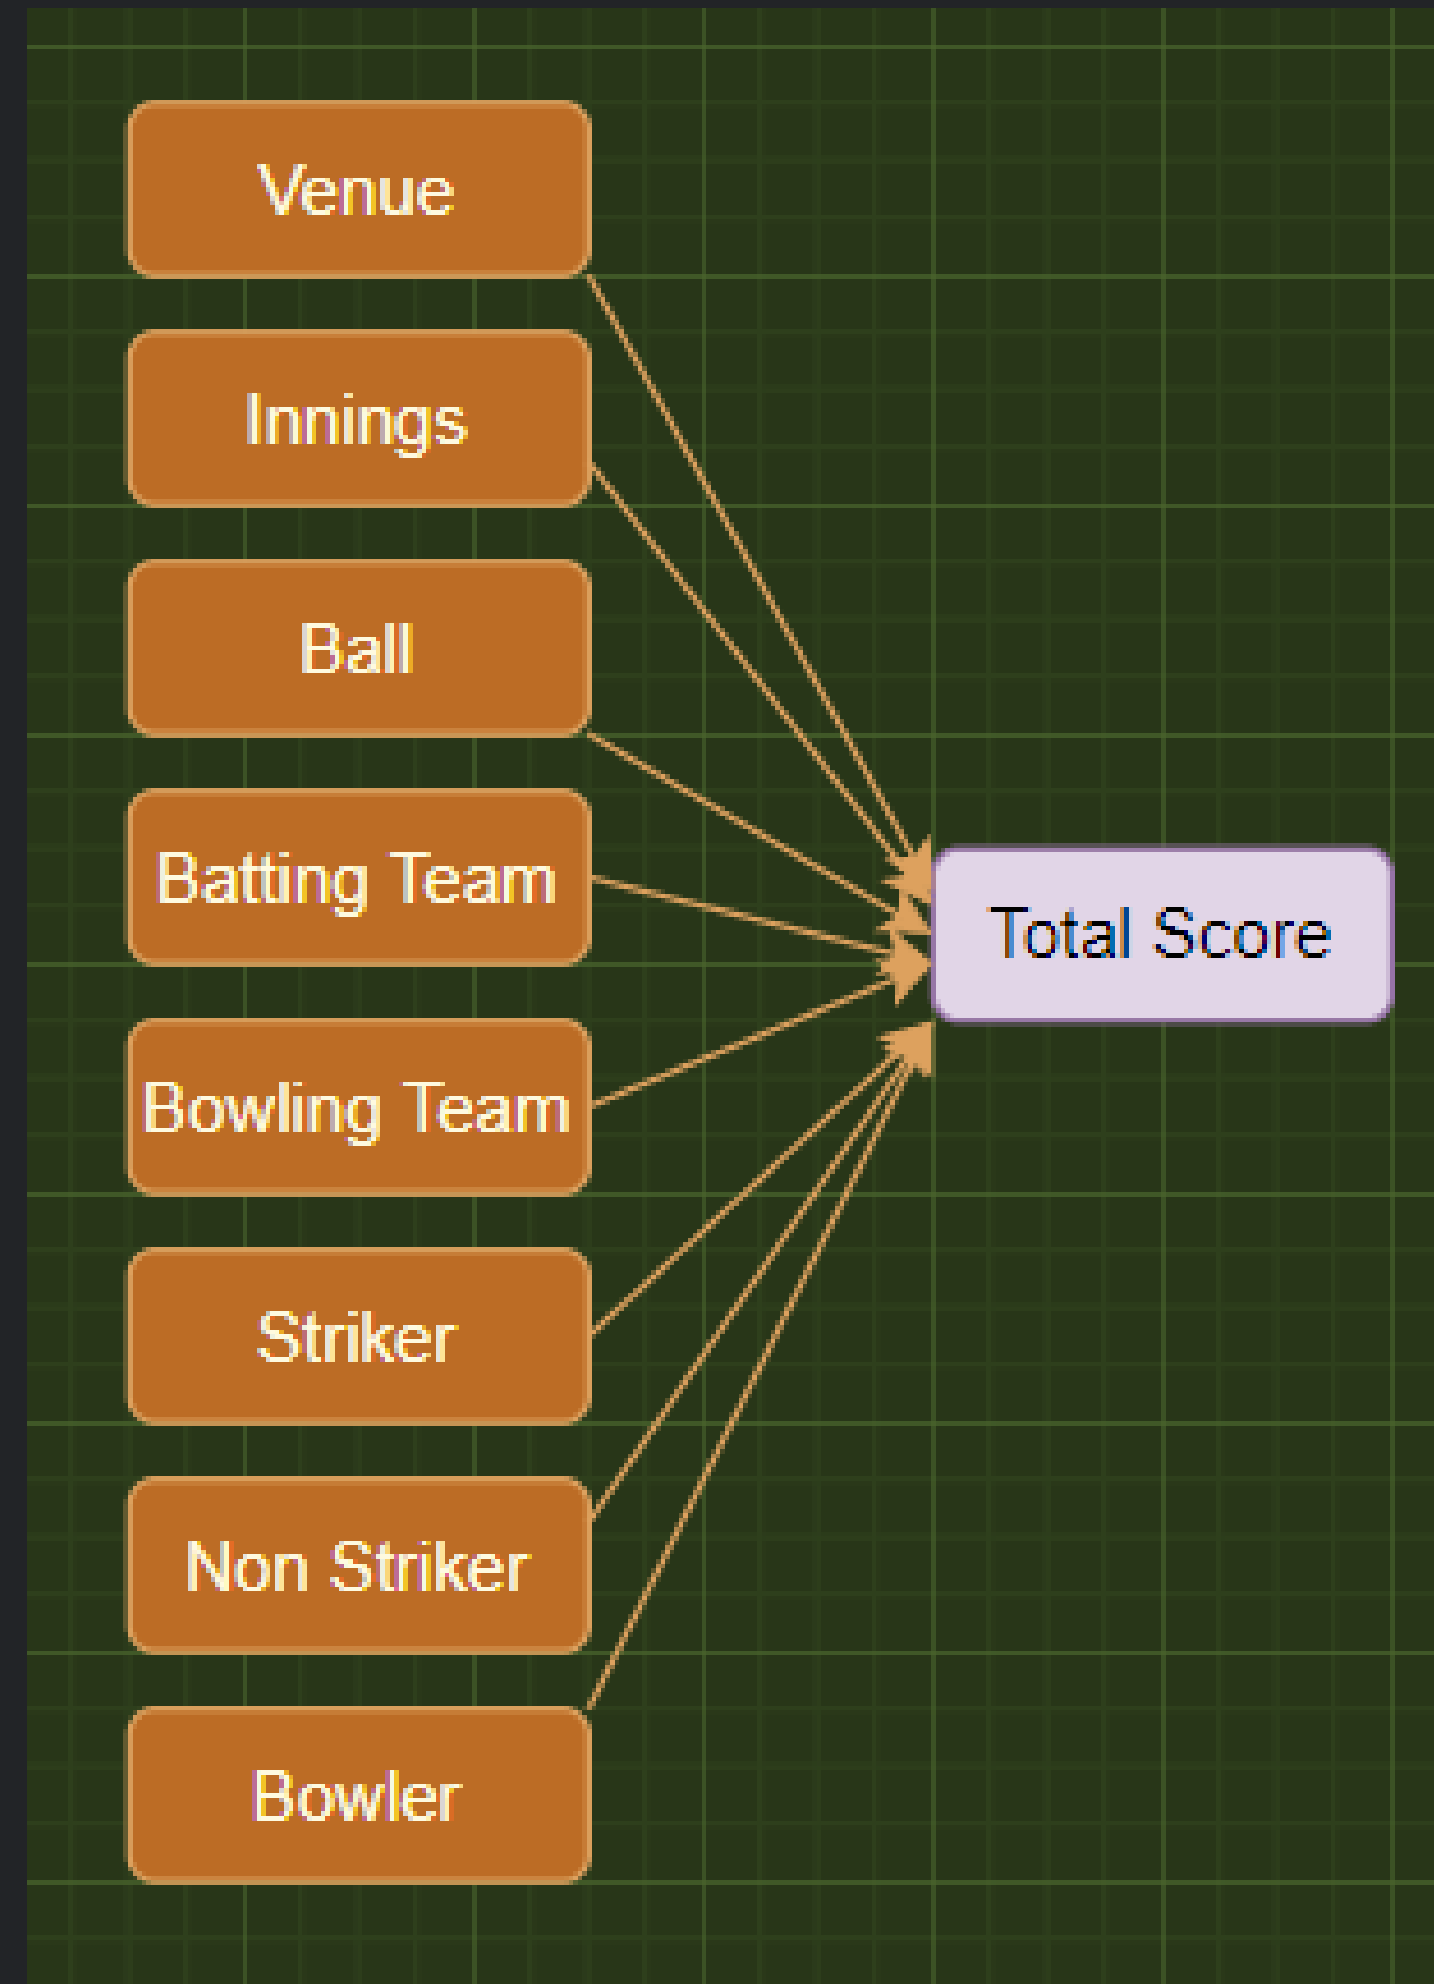 Venue
Innings
Ball
Batting Team
Total Score
Bowling Team
Striker
Non Striker
Bowler